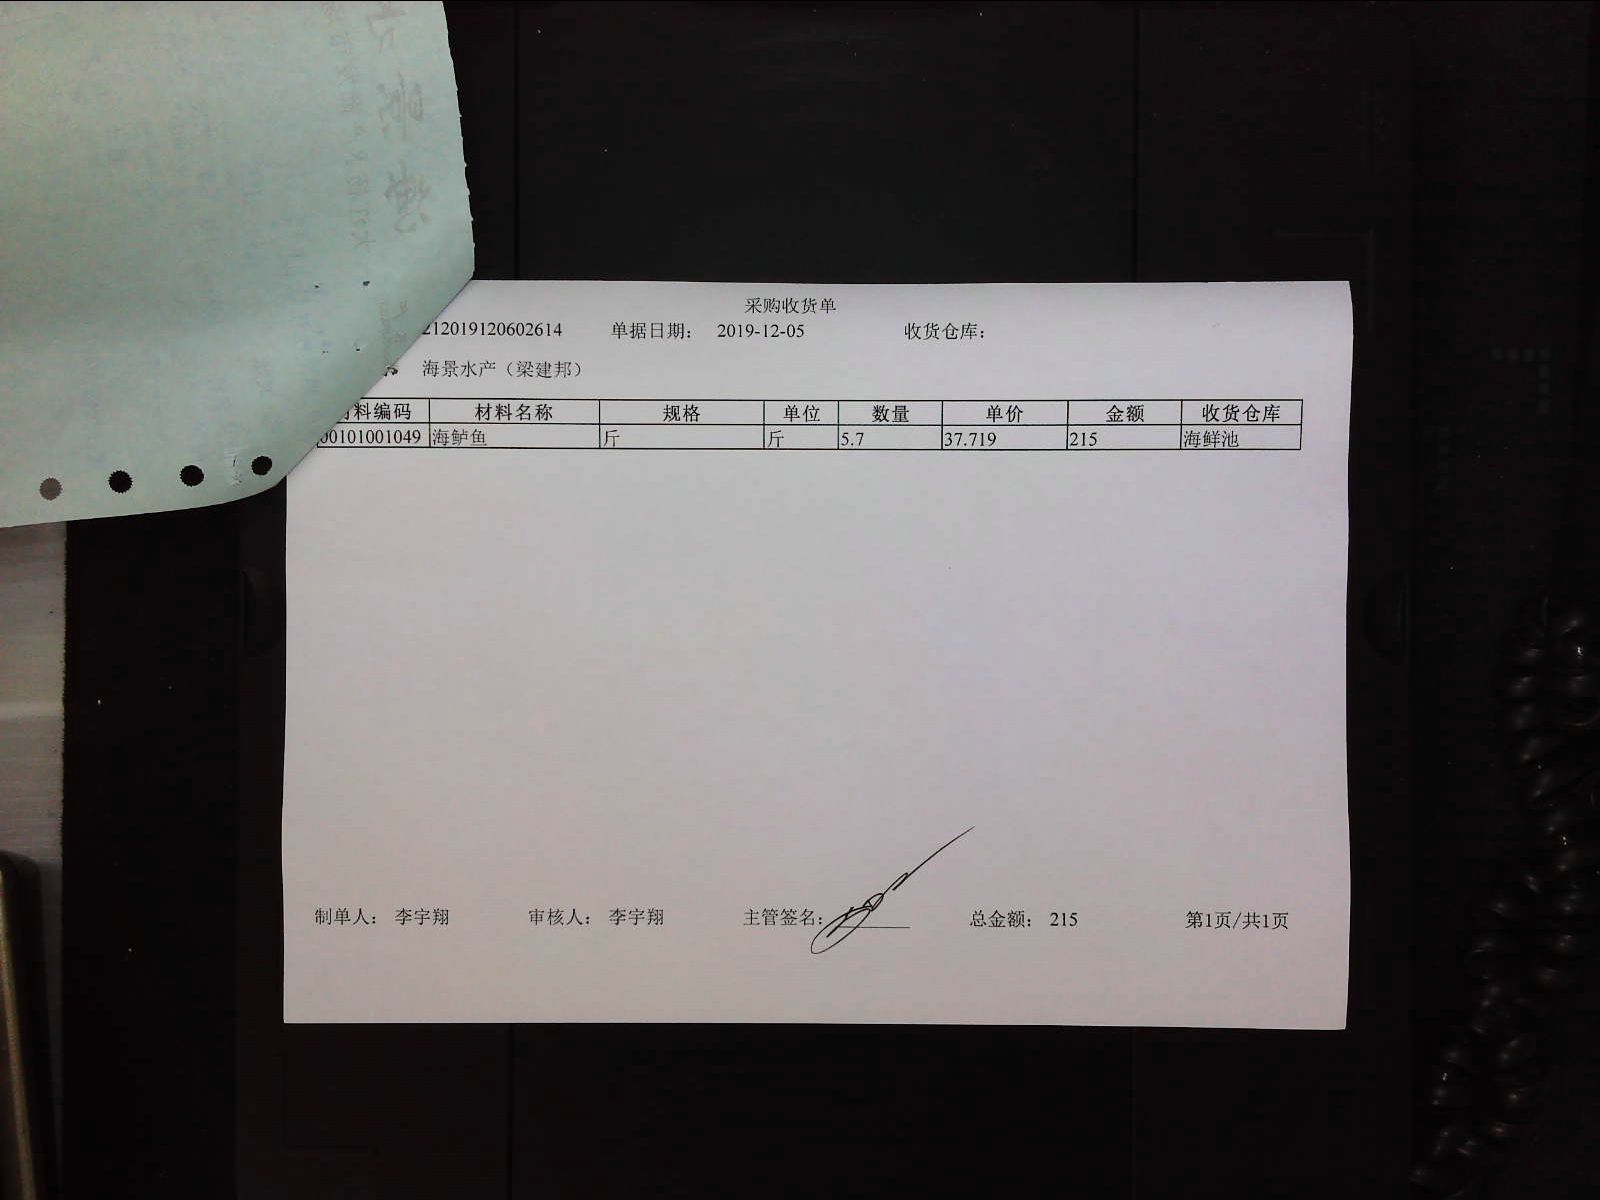 采购收货单
212019120602614 单据日期: 2019-12-05 收货仓库:
海景水产（梁建邦）
料编码 材料名称 规格 单位 数量 单价 金额 收货仓库
00101001049 海鲈鱼 斤 斤 5.7 37.719 215 海鲜池
制单人: 李宇翔 审核人: 李宇翔 主管签名: 总金额: 215 第1页/共1页